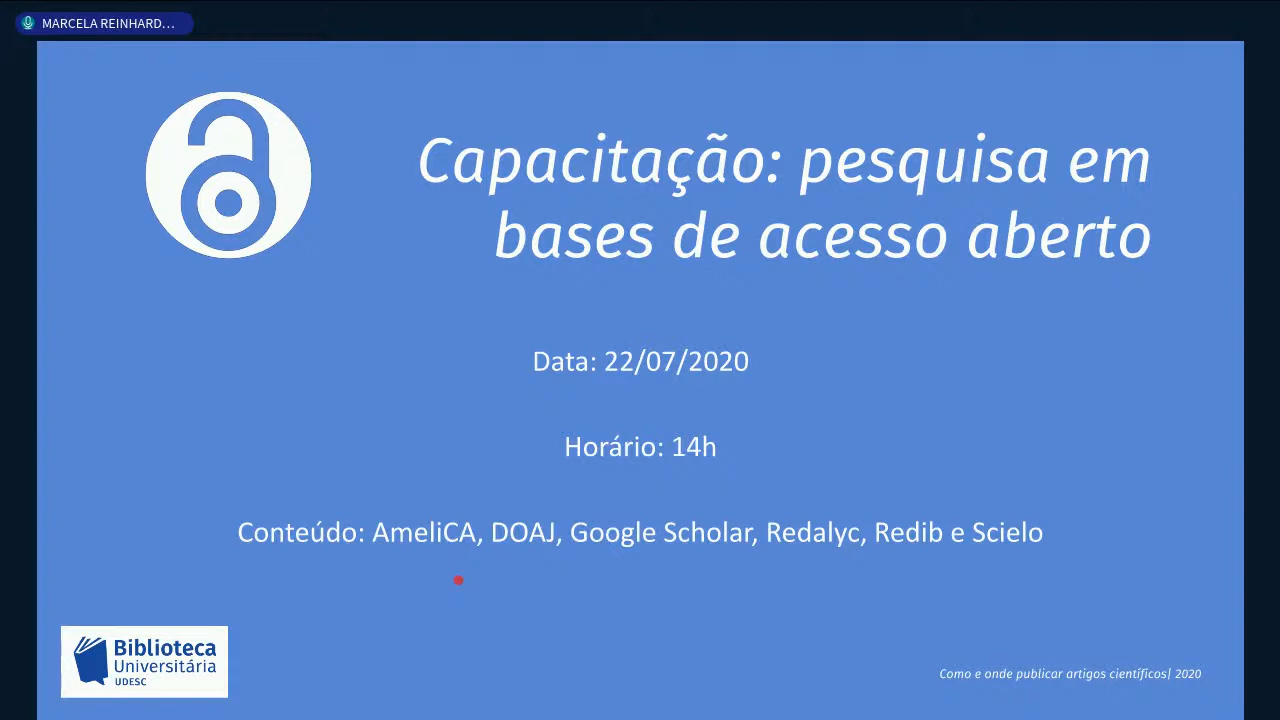 MARCELA REINHARD...
Capacitação: pesquisa em
bases de acesso aberto
Data: 22/07/2020
Horário: 14h
Conteúdo: AmeliCA, DOAJ, Google Scholar, Redalyc, Redib e Scielo
Biblioteca
Universitária
UDESC
Como e onde publicar artigos científicos| 2020